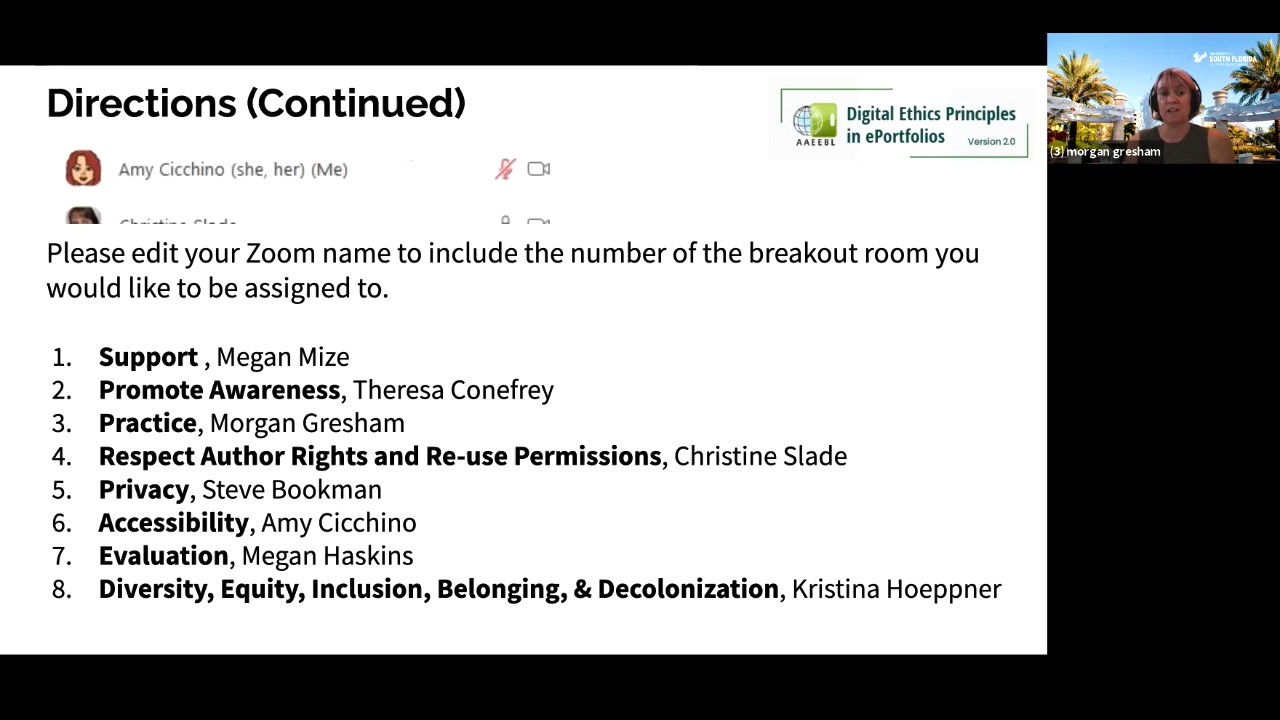 Directions (Continued)
AAEEBL
Digital Ethics Principles
in ePortfolios
Version 2.0
SOUTH FLORIDA
(3) morgan gresham
Amy Cicchino (she, her) (Me)
Christine Slade
Please edit your Zoom name to include the number of the breakout room you
would like to be assigned to.
1. Support , Megan Mize
2. Promote Awareness, Theresa Conefrey
3. Practice, Morgan Gresham
4. Respect Author Rights and Re-use Permissions, Christine Slade
5. Privacy, Steve Bookman
6. Accessibility, Amy Cicchino
7. Evaluation, Megan Haskins
8. Diversity, Equity, Inclusion, Belonging, & Decolonization, Kristina Hoeppner